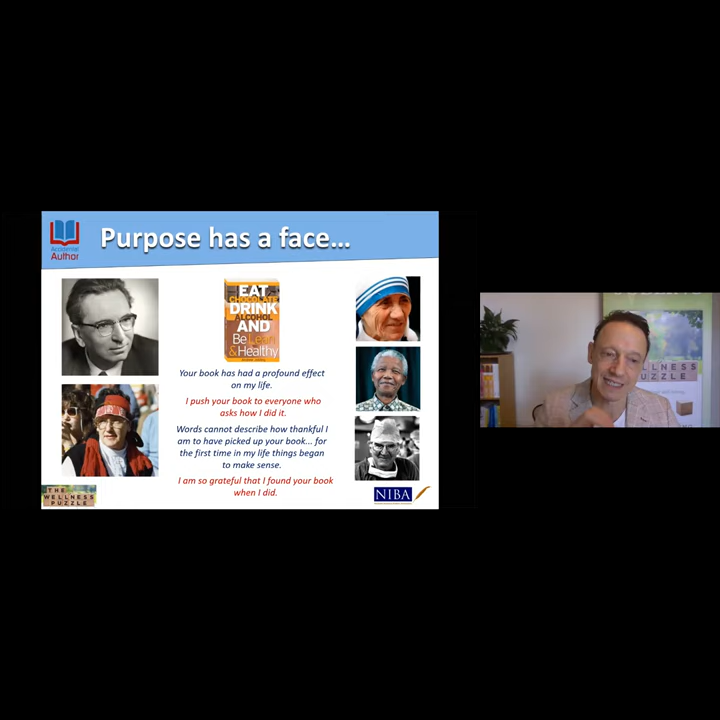 Accidental
Author
Purpose has a face...
EAT
CHOCOLATE
DRINK
ALCOHOL
AND
Be Lean
& Healthy
Your book has had a profound effect
on my life.
I push your book to everyone who
asks how I did it.
Words cannot describe how thankful I
am to have picked up your book... for
the first time in my life things began
to make sense.
I am so grateful that I found your book
when I did.
THE
WELLNESS
PUZZLE
NIBA
WELLNESS
PUZZLE